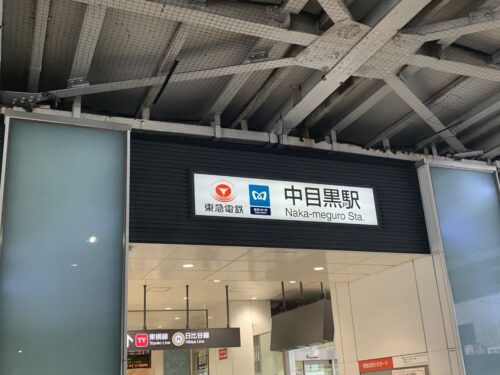 東急電鉄
中目黒駅
Naka-meguro Sta.
TY 東横線 H 日比谷線
Toyoko Line Hibiya Line